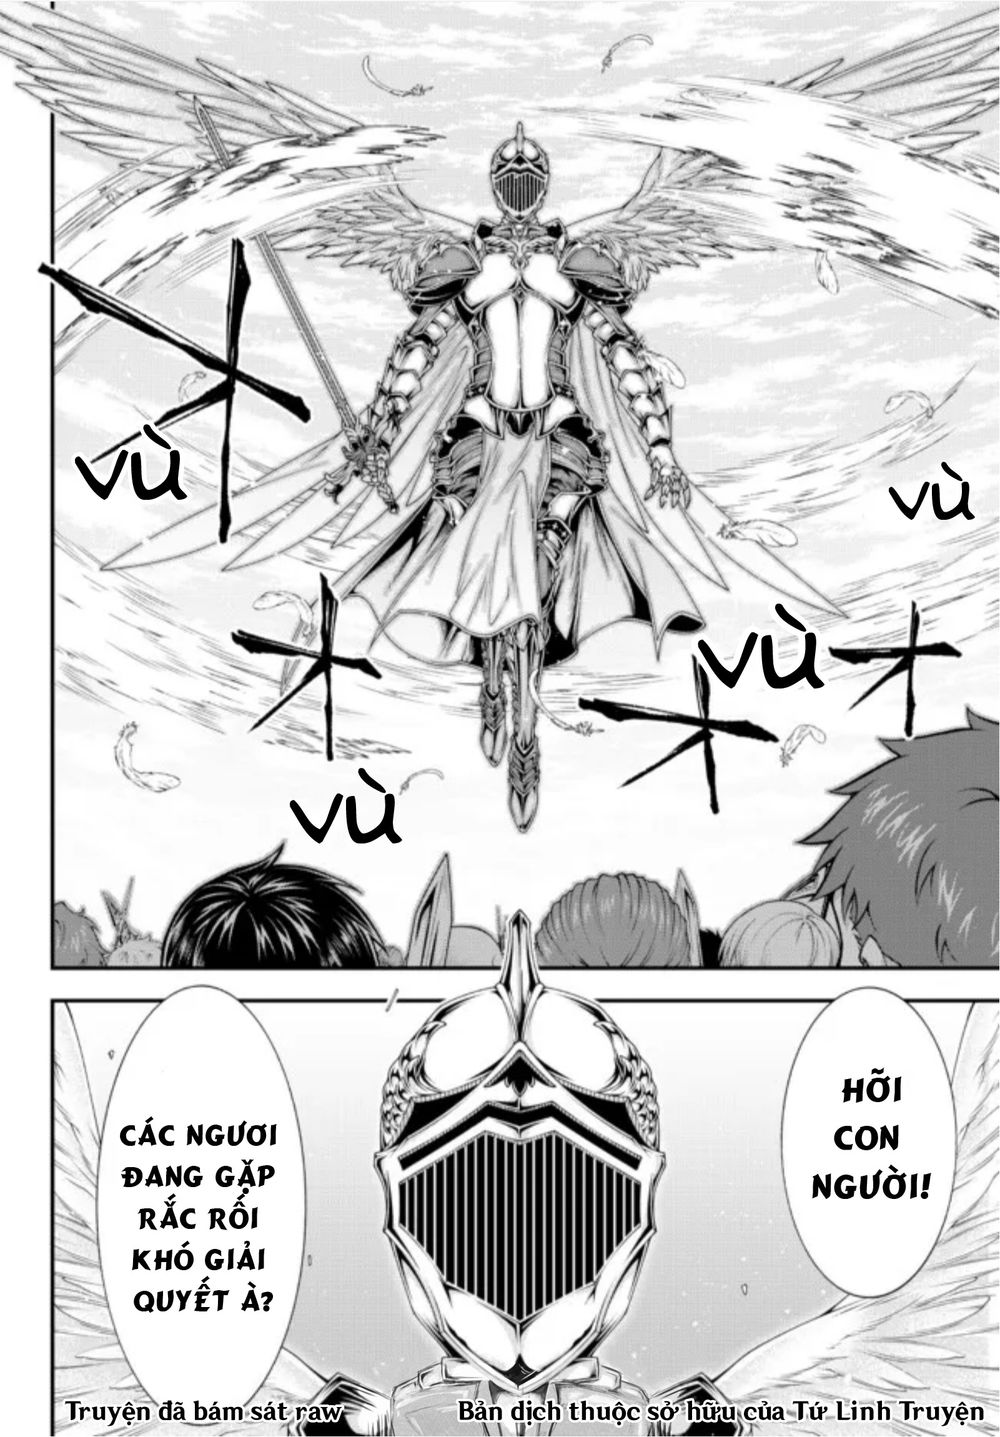 VÙ
VÙ
VÙ
VÙ
HỠI
CON
NGƯỜI!
CÁC NGƯƠI
ĐANG GẶP
RẮC RỐI
KHÓ GIẢI
QUYẾT À?
Truyện đã bám sát raw
Bản dịch thuộc sở hữu của Tứ Linh Truyện